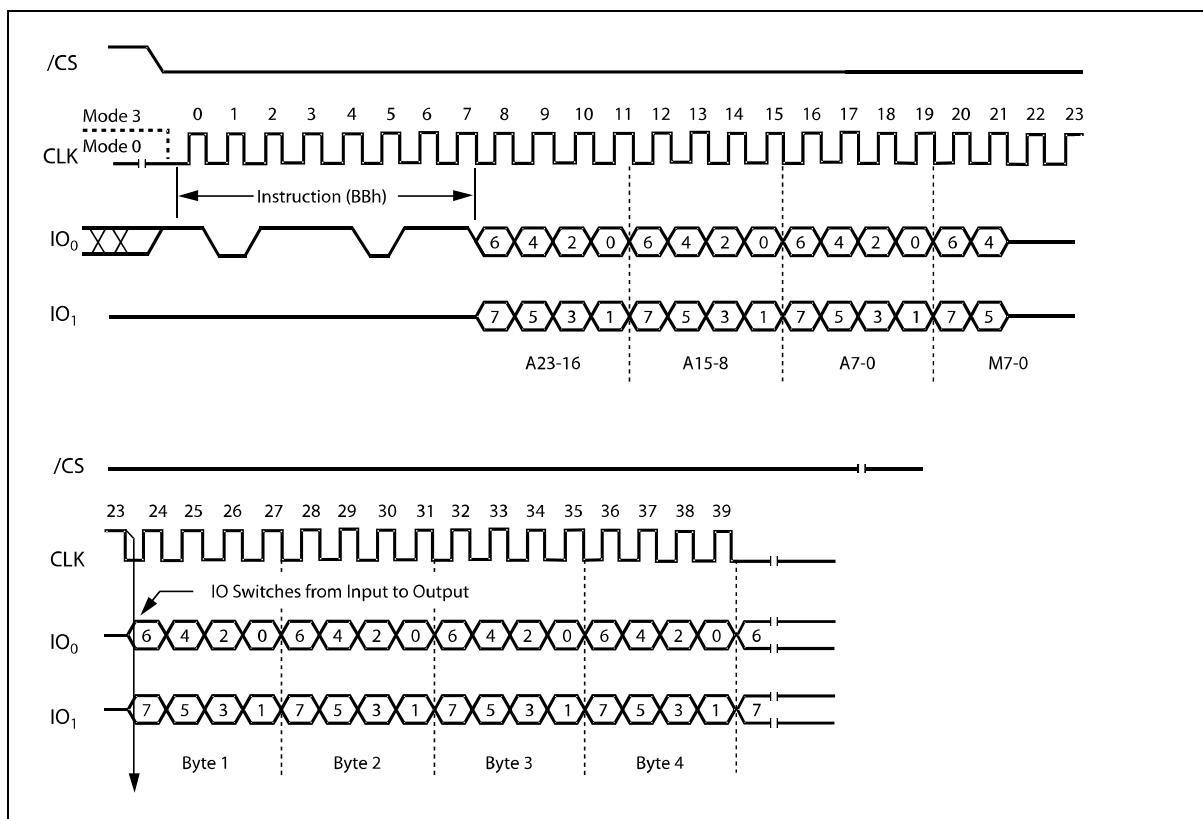 /CS
Mode 3
0 1 2 3 4 5 6 7 8 9 10 11 12 13 14 15 16 17 18 19 20 21 22 23
Mode 0
CLK
Instruction (BBh)
IO0 6 4 2 0 6 4 2 0 6 4 2 0 6 4
IO1 7 5 3 1 7 5 3 1 7 5 3 1 7 5
A23-16 A15-8 A7-0 M7-0
/CS
23 24 25 26 27 28 29 30 31 32 33 34 35 36 37 38 39
CLK
IO Switches from Input to Output
IO0 6 4 2 0 6 4 2 0 6 4 2 0 6 4 2 0 6
IO1 7 5 3 1 7 5 3 1 7 5 3 1 7 5 3 1 7
Byte 1 Byte 2 Byte 3 Byte 4